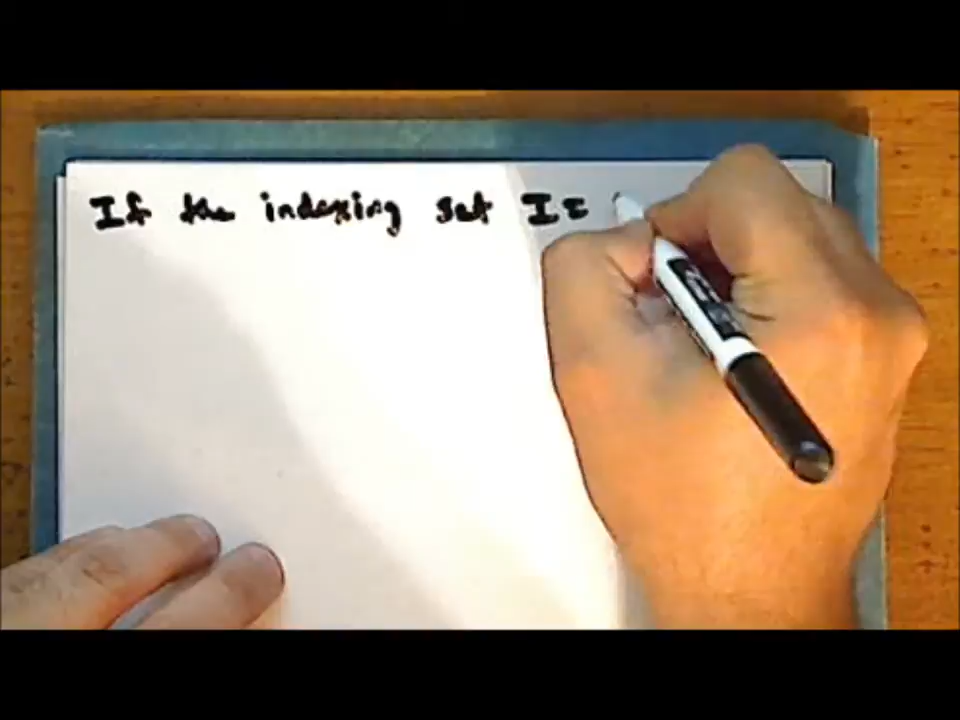 If the indexing set I =